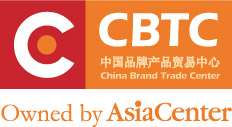 CBTC
中国品牌产品贸易中心
China Brand Trade Center
Owned by AsiaCenter